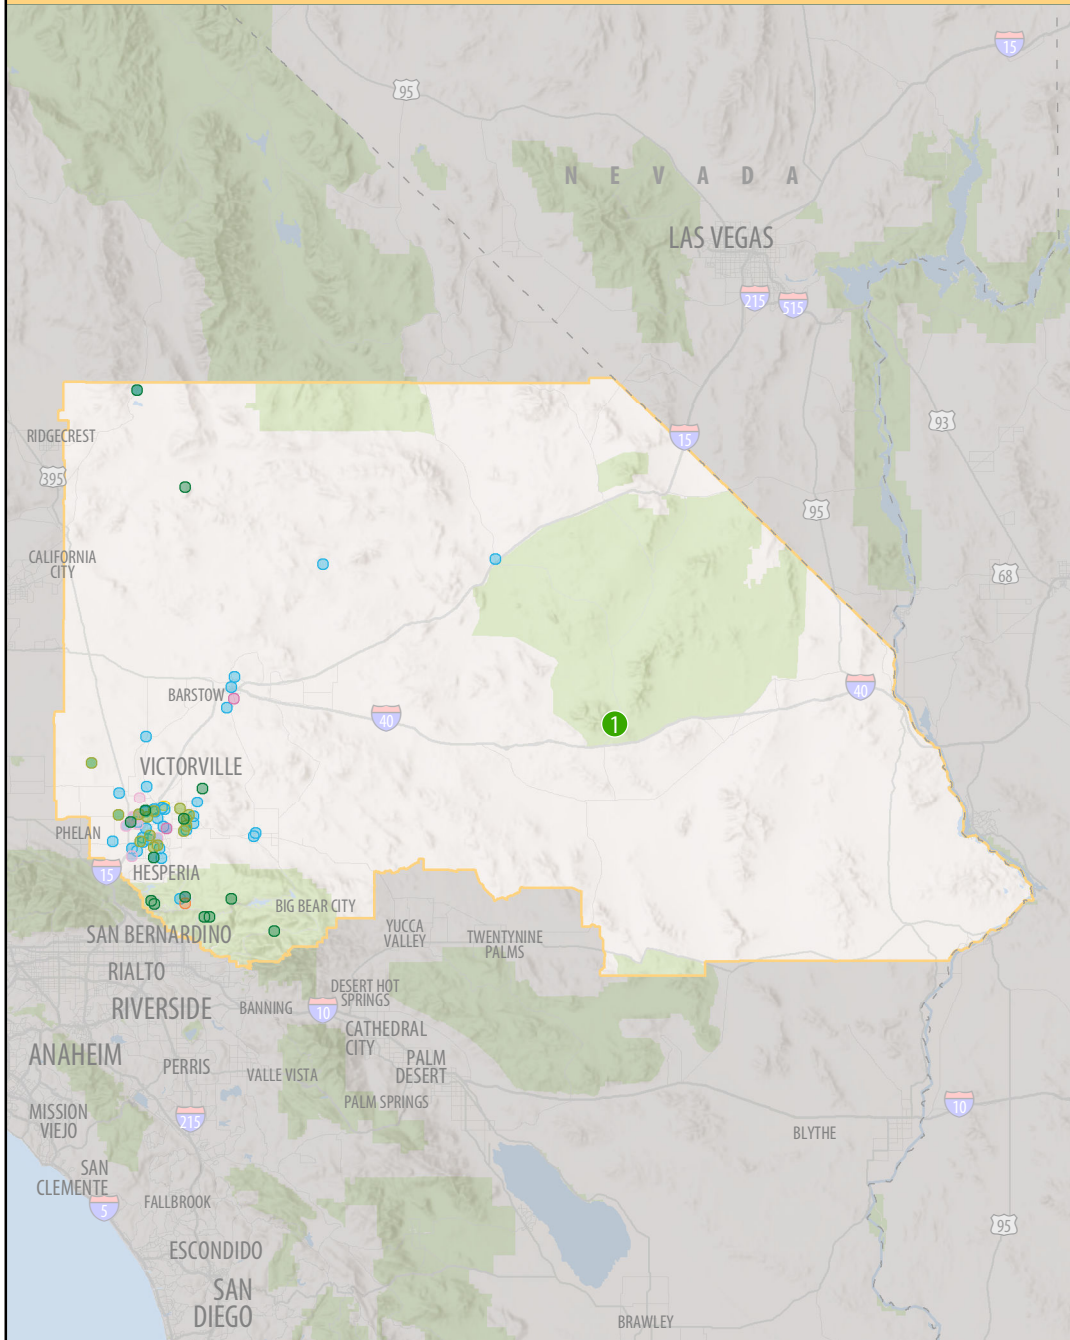 15
95
N E V A D A
LAS VEGAS
215
515
15
93
RIDGECREST
395
95
CALIFORNIA
CITY
68
BARSTOW
40
40
1
VICTORVILLE
PHELAN
15
HESPERIA
BIG BEAR CITY
SAN BERNARDINO
YUCCA
VALLEY
TWENTYNINE
PALMS
RIALTO
RIVERSIDE
BANNING
10
DESERT HOT
SPRINGS
CATHEDRAL
CITY
ANAHEIM
PERRIS
VALLE VISTA
PALM
DESERT
PALM SPRINGS
MISSION
VIEJO
215
10
BLYTHE
SAN
CLEMENTE
5
FALLBROOK
95
ESCONDIDO
SAN
DIEGO
BRAWLEY